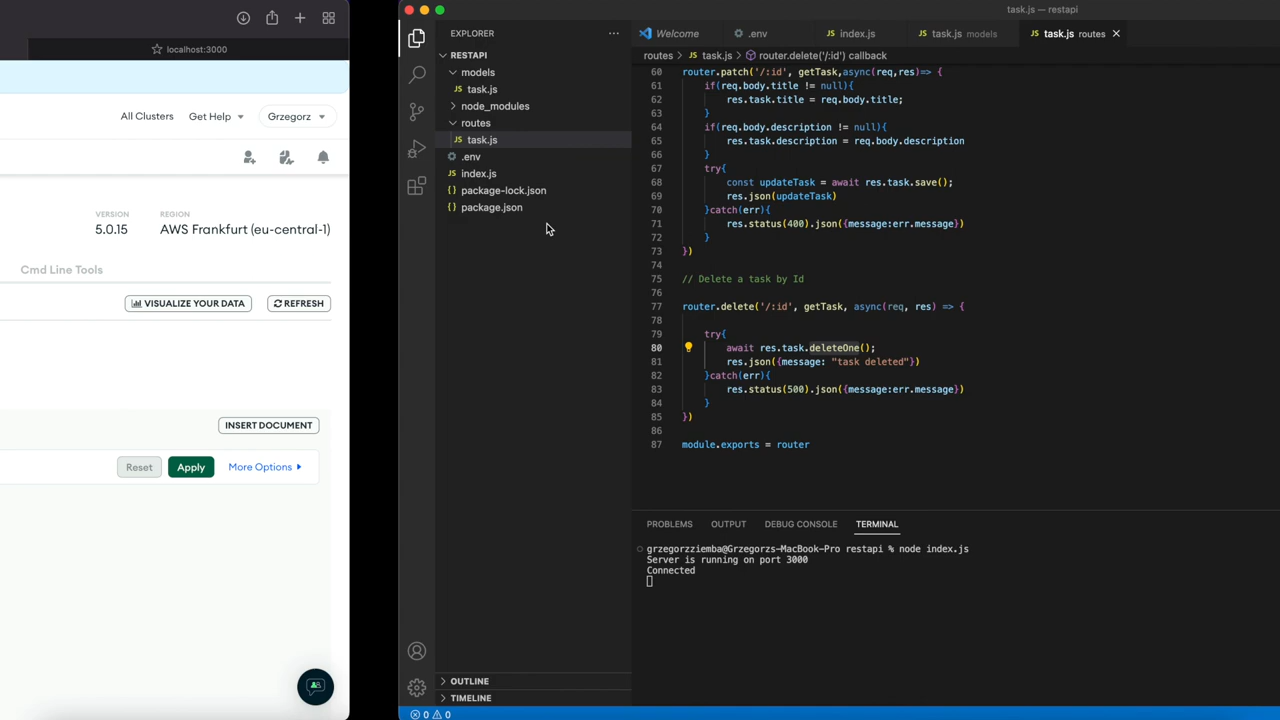 localhost:3000
All Clusters
Get Help
Grzegorz
VERSION
5.0.15
REGION
AWS Frankfurt (eu-central-1)
Cmd Line Tools
VISUALIZE YOUR DATA
REFRESH
INSERT DOCUMENT
Reset
Apply
More Options
task.js — restapi
EXPLORER
RESTAPI
models
JS task.js
node_modules
routes
JS task.js
.env
JS index.js
{} package-lock.json
{} package.json
OUTLINE
TIMELINE
0 0
Welcome
.env
JS index.js
JS task.js models
JS task.js routes
routes > JS task.js > router.delete('/:id') callback
60 router.patch('/:id', getTask,async(req,res)=> {
61 if(req.body.title != null){
62 res.task.title = req.body.title;
63 }
64 if(req.body.description != null){
65 res.task.description = req.body.description
66 }
67 try{
68 const updateTask = await res.task.save();
69 res.json(updateTask)
70 }catch(err){
71 res.status(400).json({message:err.message})
72 }
73 })
74
75 // Delete a task by Id
76
77 router.delete('/:id', getTask, async(req, res) => {
78
79 try{
80 await res.task.deleteOne();
81 res.json({message: "task deleted"})
82 }catch(err){
83 res.status(500).json({message:err.message})
84 }
85 })
86
87 module.exports = router
PROBLEMS
OUTPUT
DEBUG CONSOLE
TERMINAL
grzegorzziemba@Grzegorzs-MacBook-Pro restapi % node index.js
Server is running on port 3000
Connected